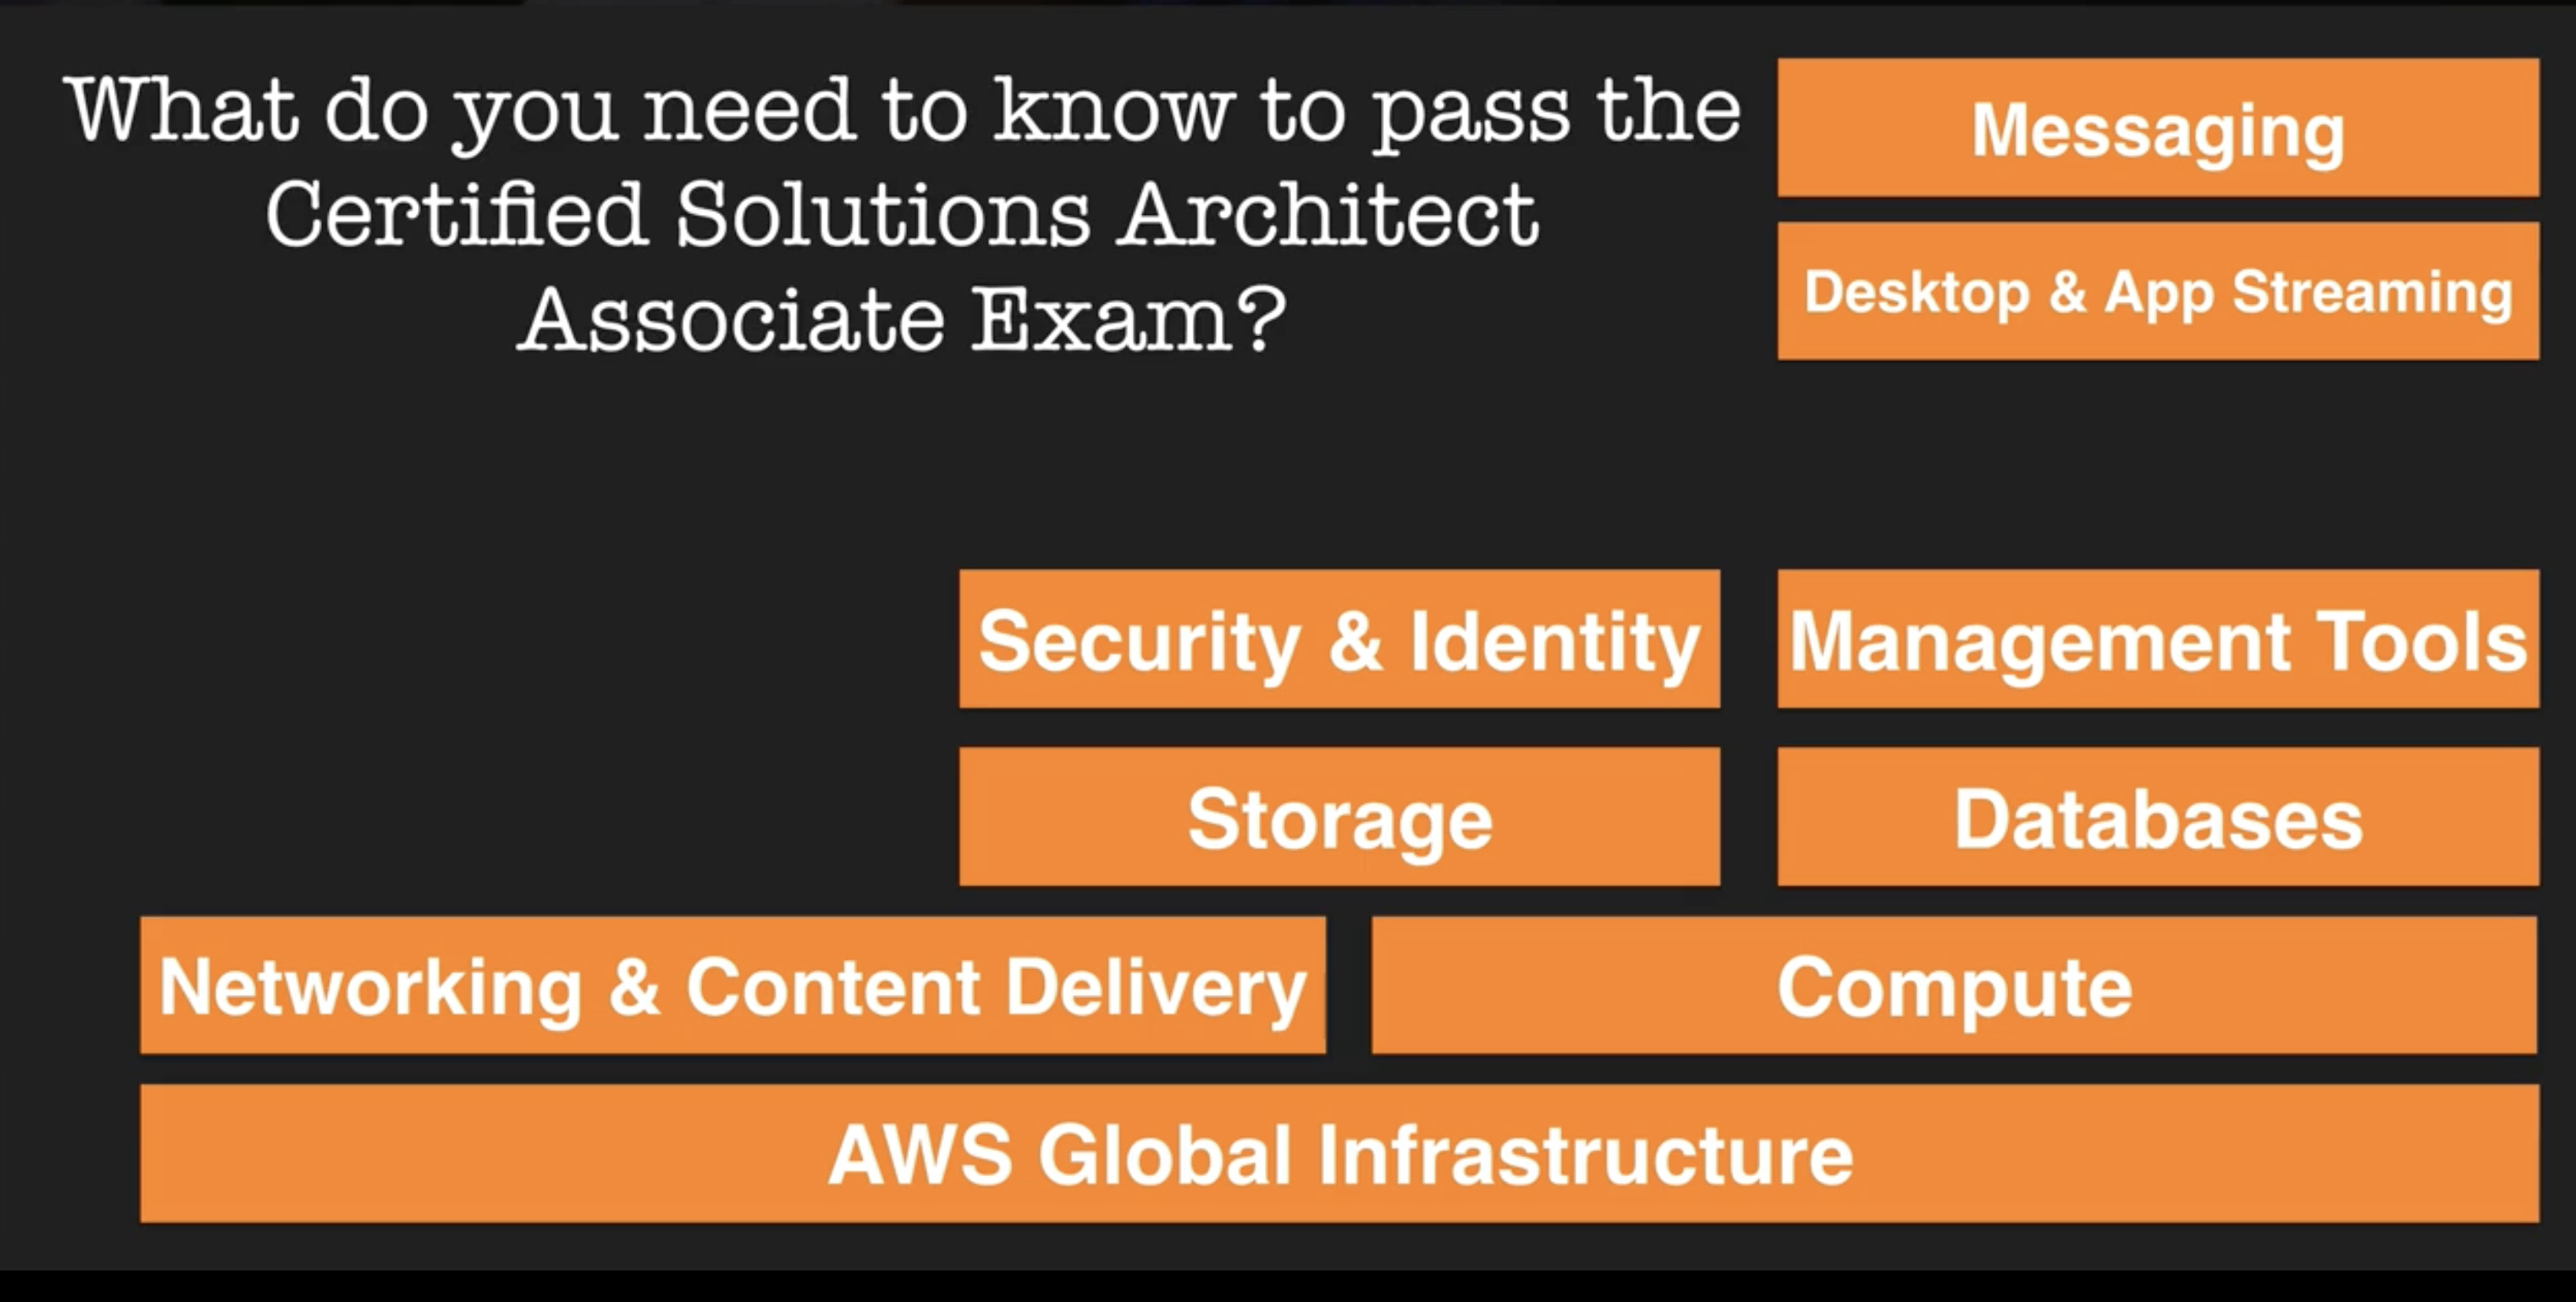 What do you need to know to pass the
Certified Solutions Architect
Associate Exam?
Messaging
Desktop & App Streaming
Security & Identity
Management Tools
Storage
Databases
Networking & Content Delivery
Compute
AWS Global Infrastructure